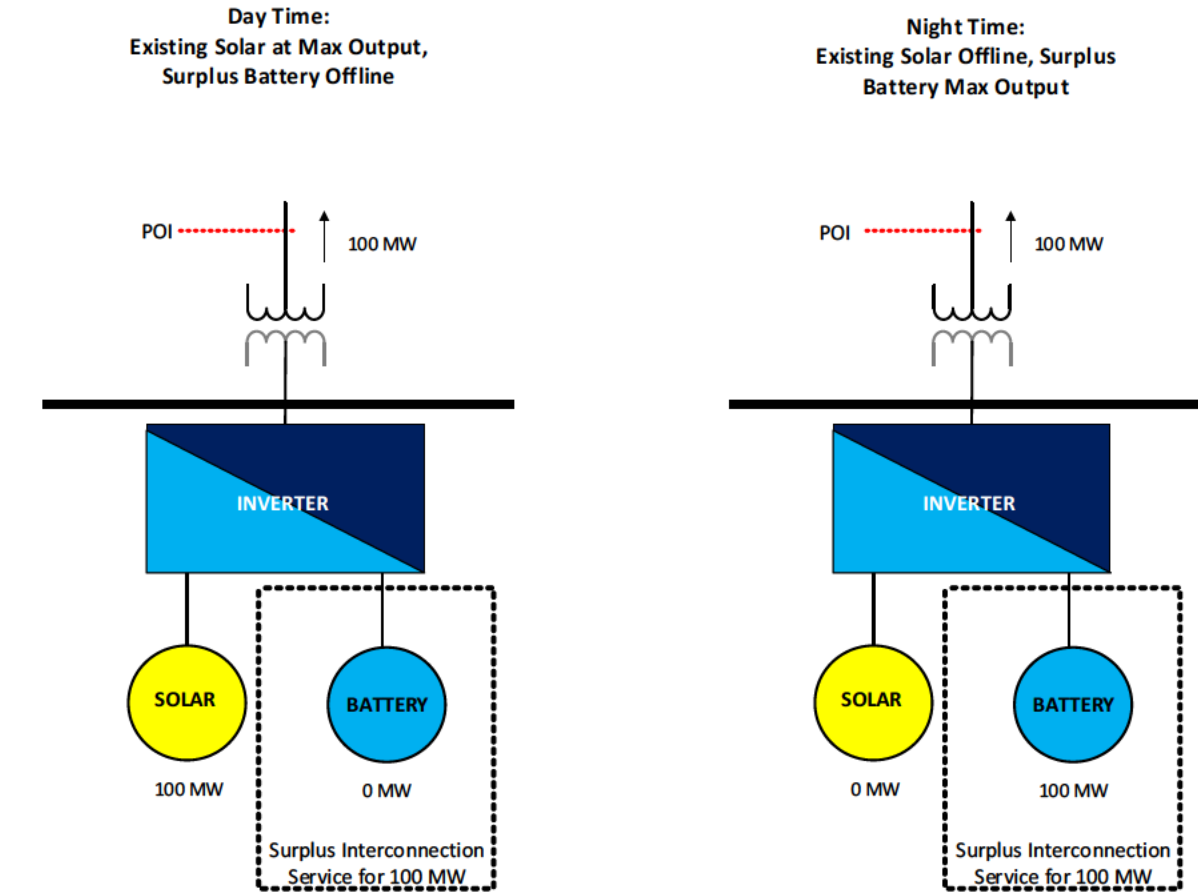 Day Time:
Existing Solar at Max Output,
Surplus Battery Offline
POI
100 MW
INVERTER
SOLAR
BATTERY
100 MW
0 MW
Surplus Interconnection
Service for 100 MW
Night Time:
Existing Solar Offline, Surplus
Battery Max Output
POI
100 MW
INVERTER
SOLAR
BATTERY
0 MW
100 MW
Surplus Interconnection
Service for 100 MW